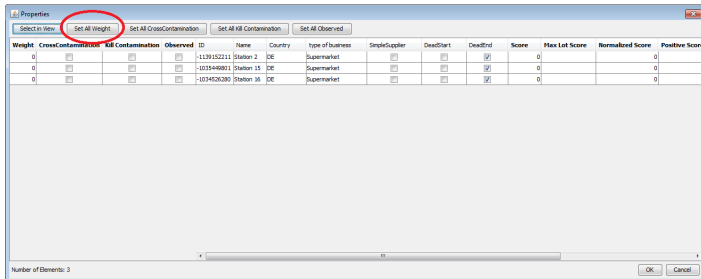 Properties
Select in View Set All Weight Set All CrossContamination Set All Kill Contamination Set All Observed
Weight CrossContamination Kill Contamination Observed ID Name Country type of business SimpleSupplier DeadStart DeadEnd Score Max Lot Score Normalized Score Positive Score
0 -1139152211 Station 2 DE Supermarket 0 0
0 -1035449801 Station 15 DE Supermarket 0 0
0 -1034526280 Station 16 DE Supermarket 0 0
Number of Elements: 3 OK Cancel